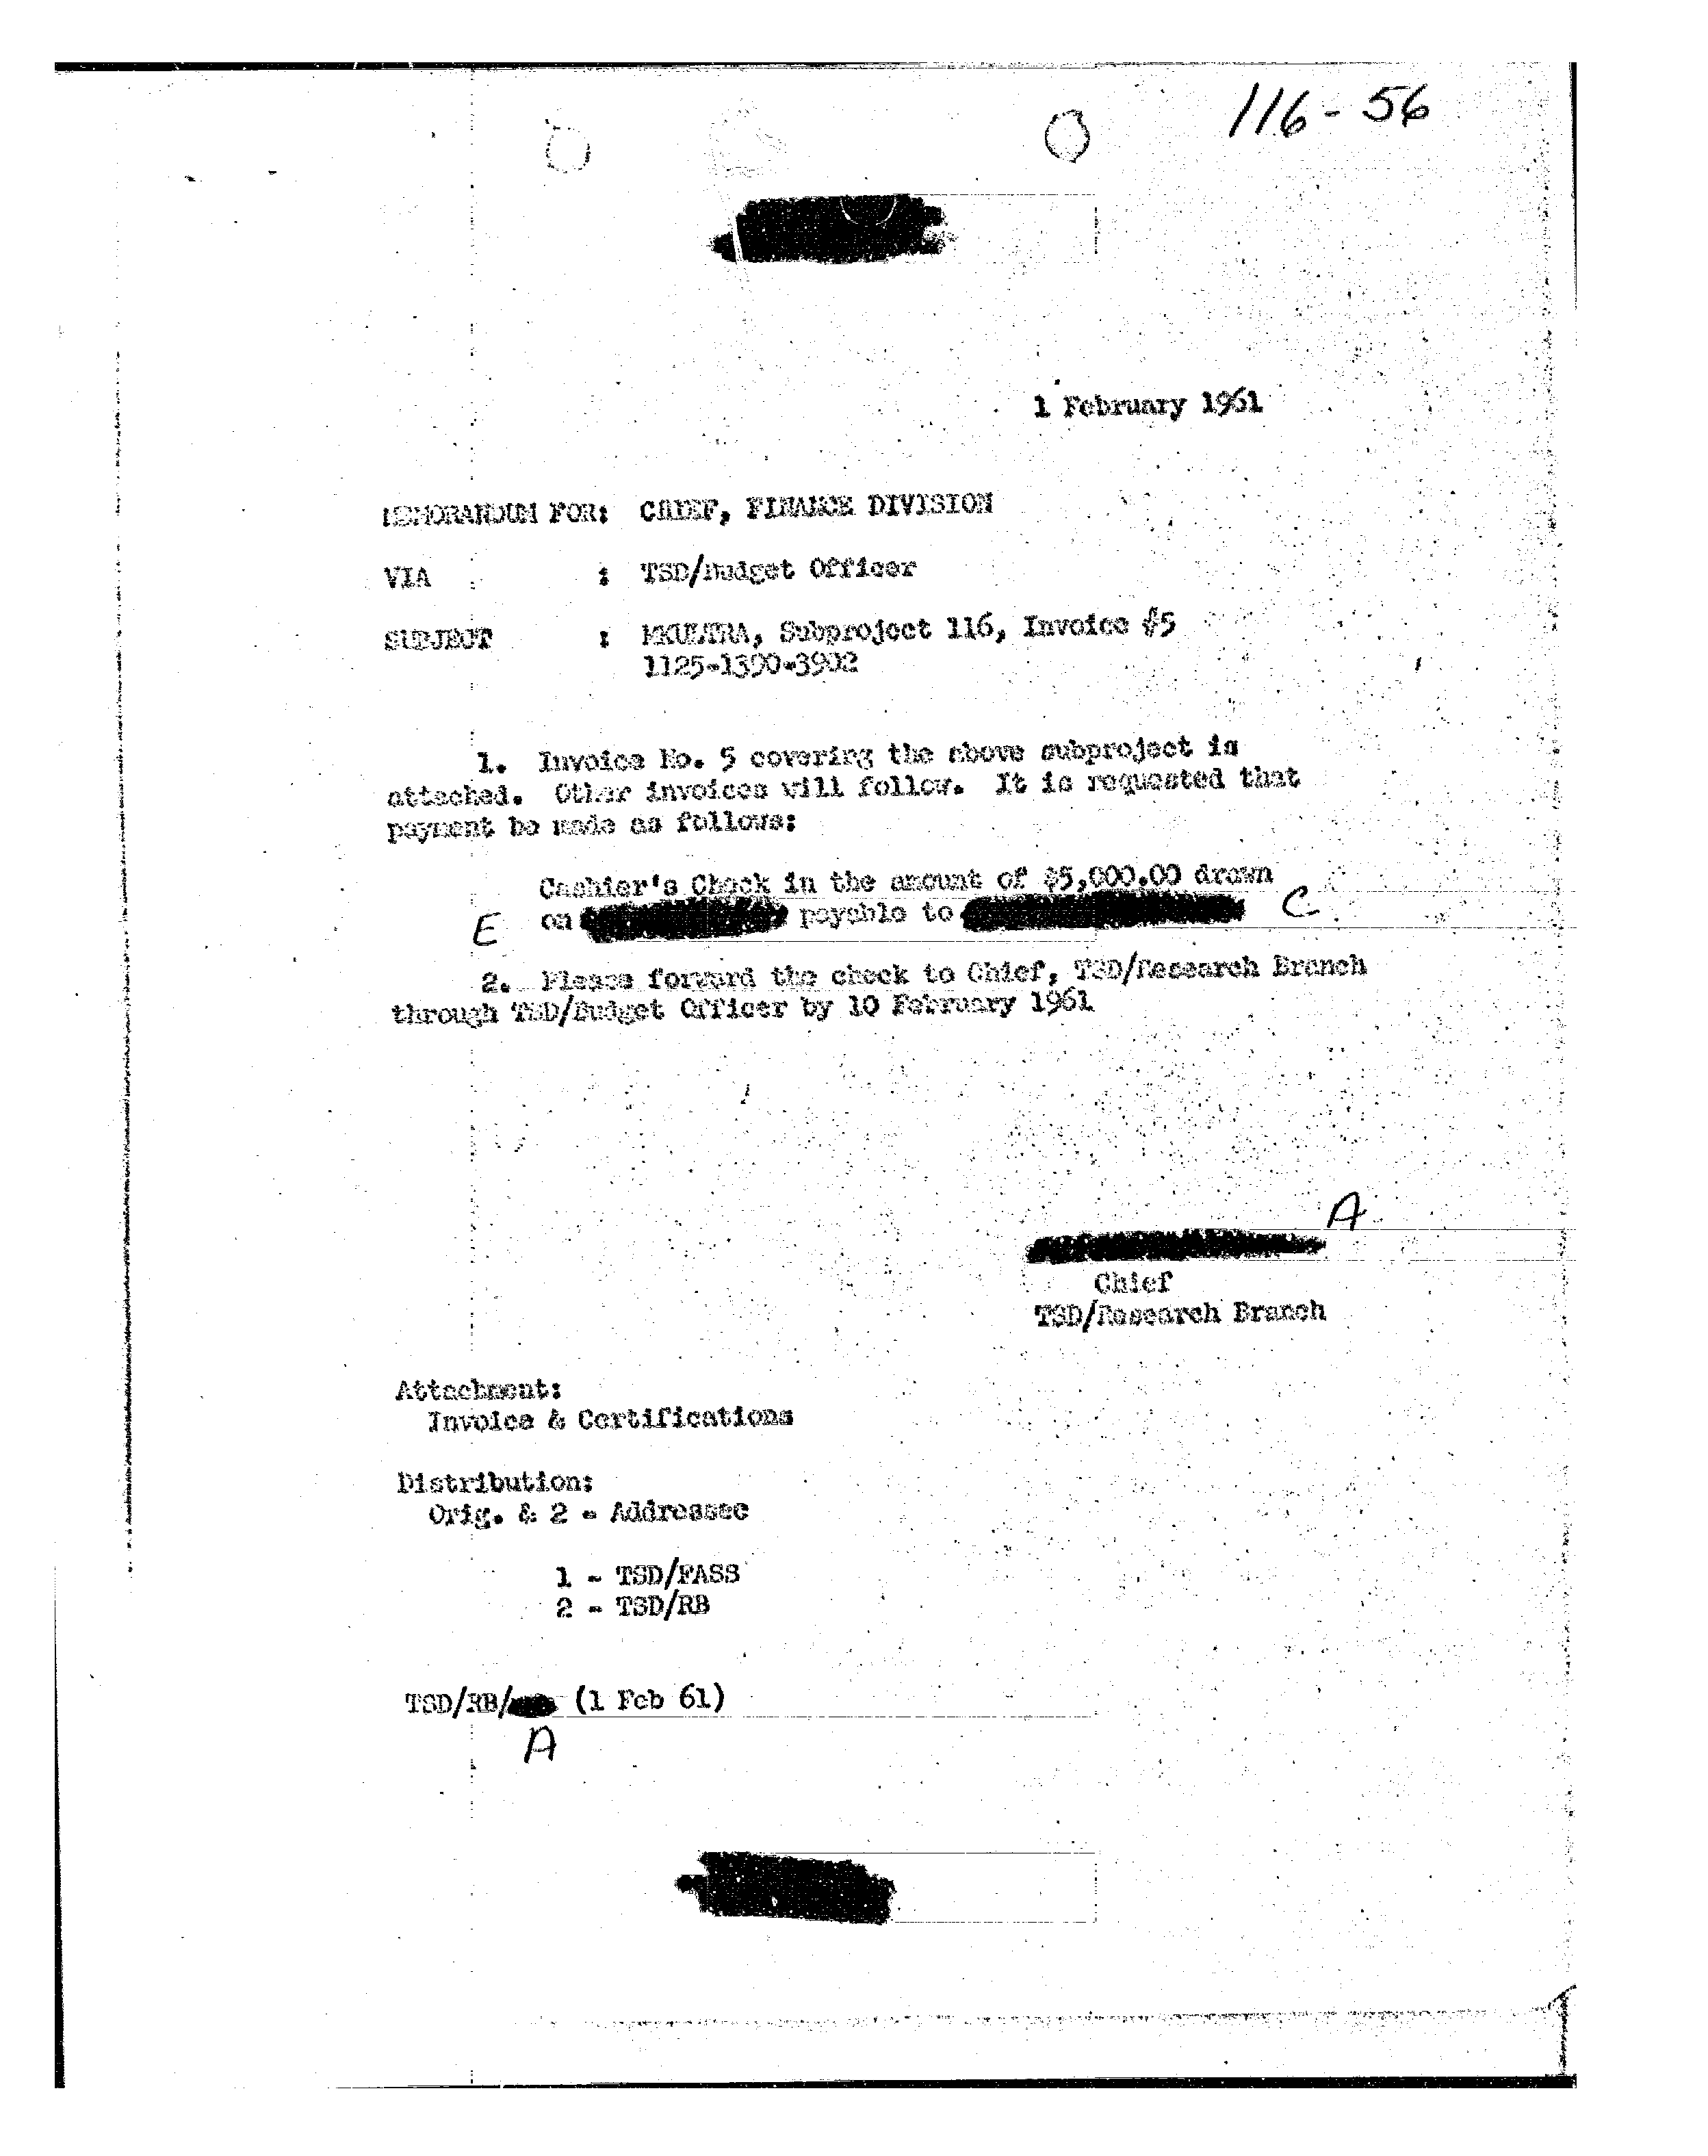 116-56
1 February 1961
MEMORANDUM FOR: CHIEF, FINANCE DIVISION
VIA : TSD/Budget Officer
SUBJECT : MKULTRA, Subproject 116, Invoice #5
1125-1390-3902
1. Invoice No. 5 covering the above subproject is
attached. Other invoices will follow. It is requested that
payment be made as follows:
Cashier's Check in the amount of $5,000.00 drawn
E on payable to C
2. Please forward the check to Chief, TSD/Research Branch
through TSD/Budget Officer by 10 February 1961
A
Chief
TSD/Research Branch
Attachment:
Invoice & Certifications
Distribution:
Orig. & 2 - Addressee
1 - TSD/FASS
2 - TSD/RB
TSD/RB/ (1 Feb 61)
A